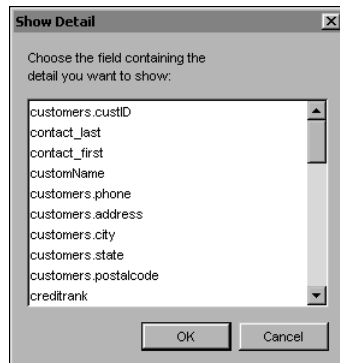 Show Detail
Choose the field containing the
detail you want to show:
customers.custID
contact_last
contact_first
customName
customers.phone
customers.address
customers.city
customers.state
customers.postalcode
creditrank
OK Cancel